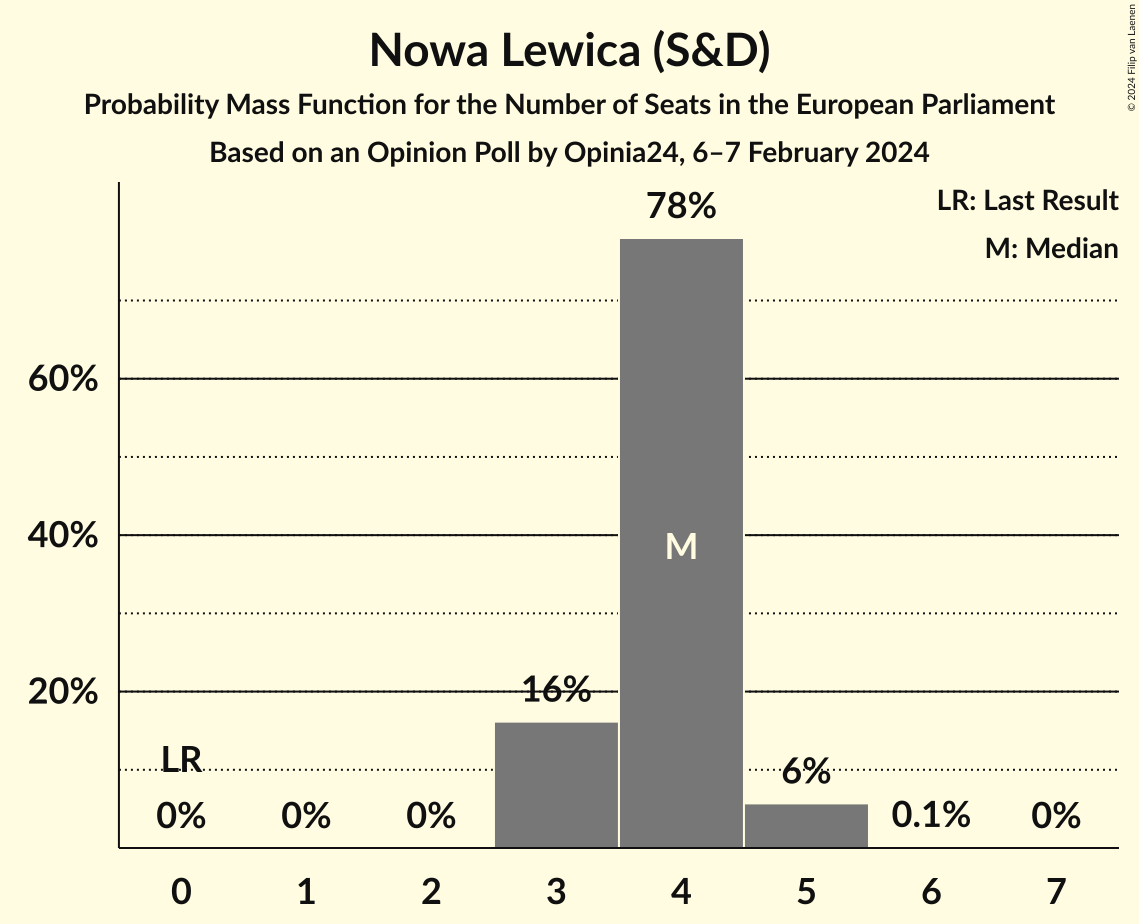 Nowa Lewica (S&D)
Probability Mass Function for the Number of Seats in the European Parliament
Based on an Opinion Poll by Opinia24, 6–7 February 2024
© 2024 Filip van Laenen
LR: Last Result
M: Median
78%
60%
40%
M
20%
16%
LR
6%
0%
0%
0%
0.1%
0%
0
1
2
3
4
5
6
7